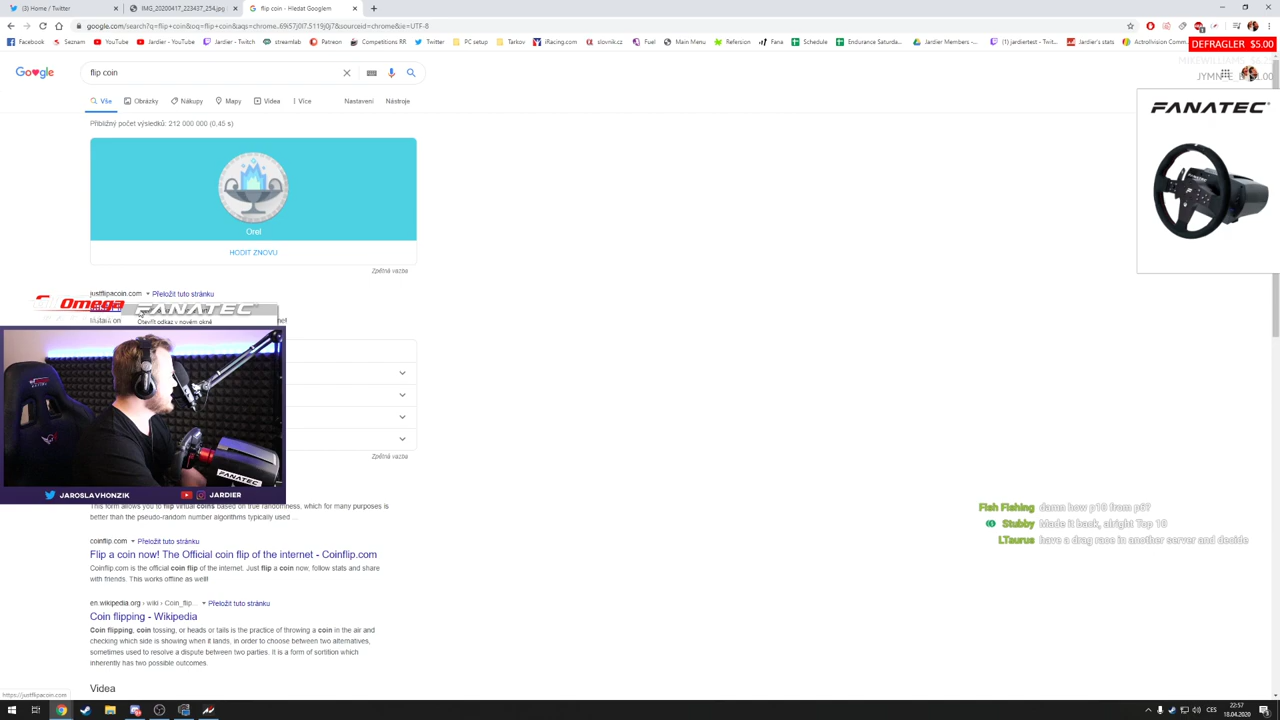 (3) Home / Twitter
IMG_20200417_223437_254.jpg
flip coin - Hledat Googlem
google.com/search?q=flip+coin&oq=flip+coin&aqs=chrome..69i57j0l7.5119j0j7&sourceid=chrome&ie=UTF-8
Facebook
Seznam
YouTube
Jardier - YouTube
Jardier - Twitch
streamlab
Patreon
Competitions RR
Twitter
PC setup
Tarkov
iRacing.com
slovnik.cz
Fuel
Main Menu
Refersion
Fana
Schedule
Endurance Saturda...
Jardier Members -...
jardiertest - Twit...
Jardier's stats
Actrollvision Comm...
DEFRAGLER $5.00
flip coin
Vše
Obrázky
Nákupy
Mapy
Videa
Více
Nastavení
Nástroje
FANATEC
Přibližný počet výsledků: 212 000 000 (0,45 s)
Orel
HODIT ZNOVU
Zpětná vazba
justflipacoin.com
Přeložit tuto stránku
Omega
FANATEC
Otevřít odkaz v novém okně
Zpětná vazba
FANATEC
JAROSLAVHONZIK
JARDIER
This form allows you to flip virtual coins based on true randomness, which for many purposes is
better than the pseudo-random number algorithms typically used ...
coinflip.com
Přeložit tuto stránku
Flip a coin now! The Official coin flip of the internet - Coinflip.com
Coinflip.com is the official coin flip of the internet. Just flip a coin now, follow stats and share
with friends. This works offline as well!
en.wikipedia.org › wiki › Coin_flip...
Přeložit tuto stránku
Coin flipping - Wikipedia
Coin flipping, coin tossing, or heads or tails is the practice of throwing a coin in the air and
checking which side is showing when it lands, in order to choose between two alternatives,
sometimes used to resolve a dispute between two parties. It is a form of sortition which
inherently has two possible outcomes.
Videa
Fish Fishing damn how p10 from p6?
Stubby Made it back, alright Top 10
I.Taurus have a drag race in another server and decide
https://justflipacoin.com
CES
22:57
18.04.2020